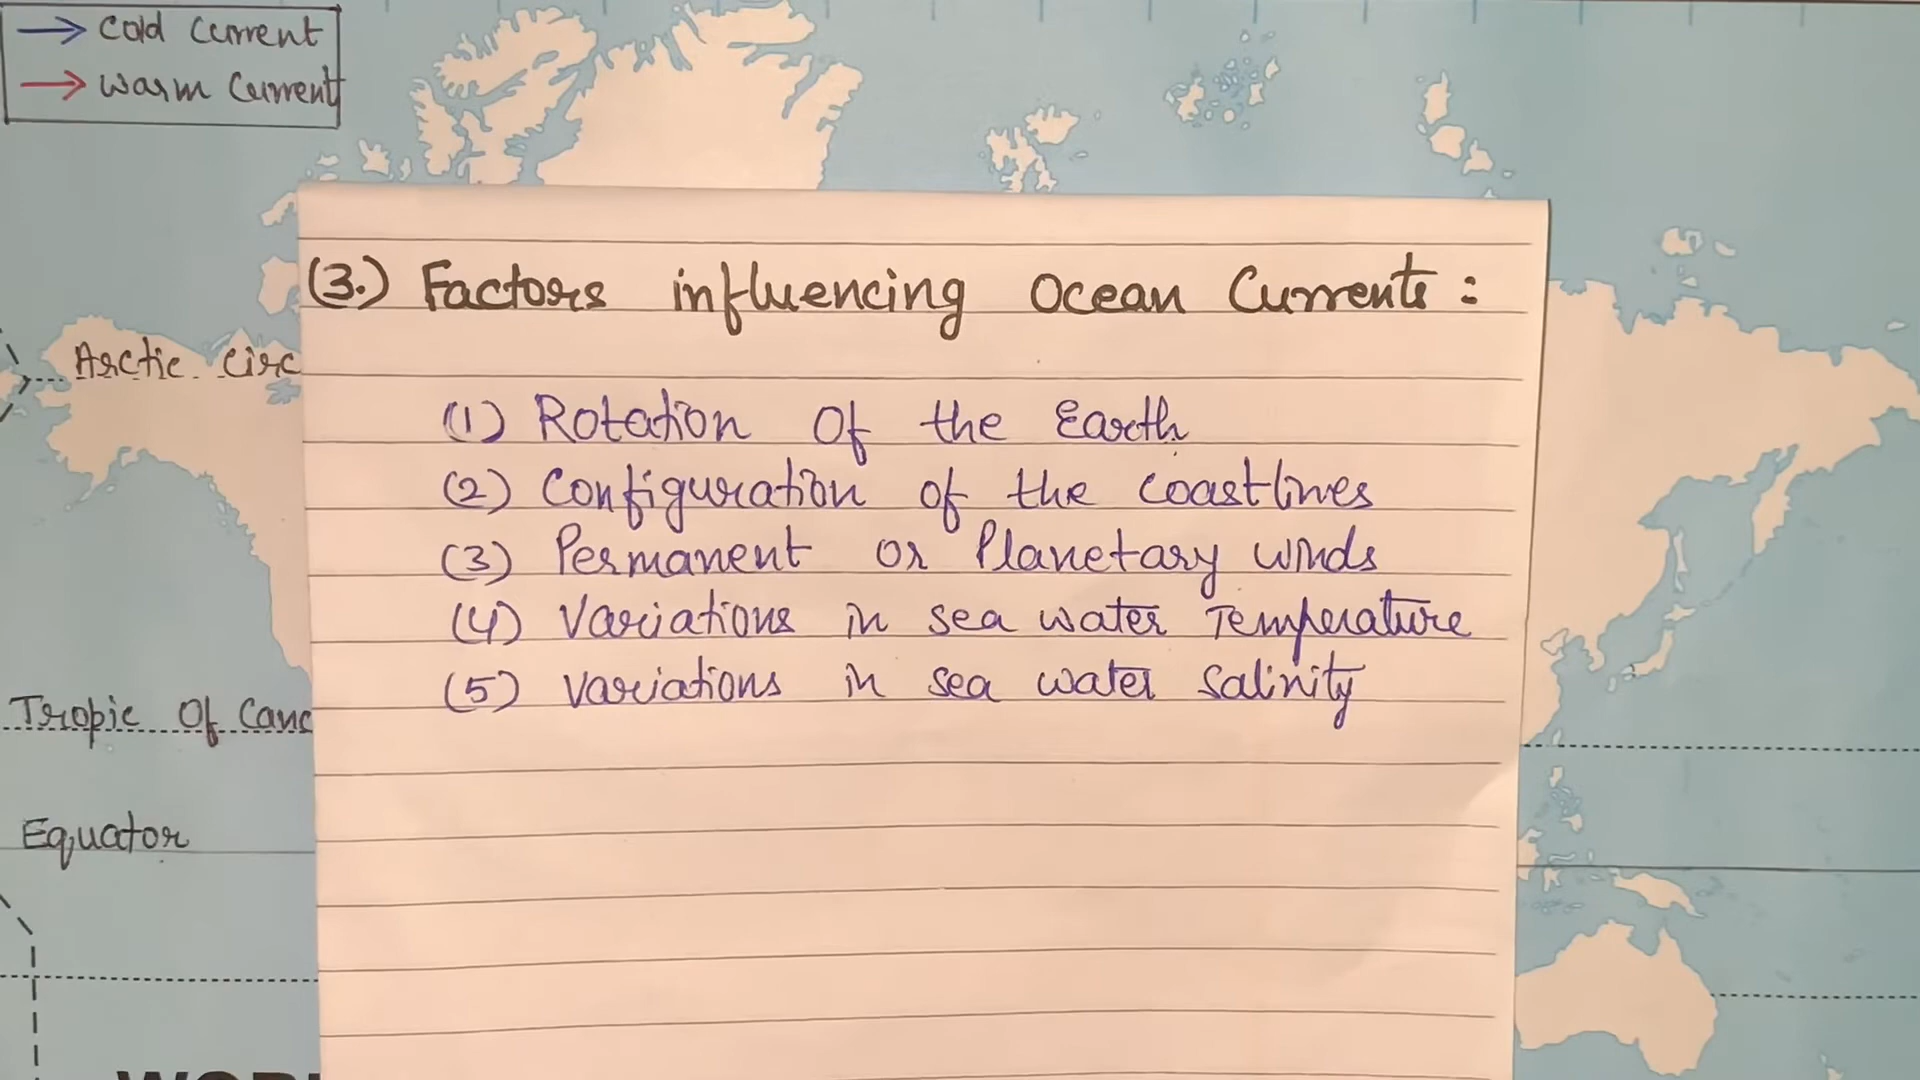 → Cold Current
→ Warm Current
(3.) Factors influencing Ocean Currents :
Arctic Circ
(1) Rotation Of the Earth
(2) Configuration of the coastlines
(3) Permanent or Planetary winds
(4) Variations in sea water Temperature
(5) Variations in sea water Salinity
Tropic Of Canc
Equator
WORL